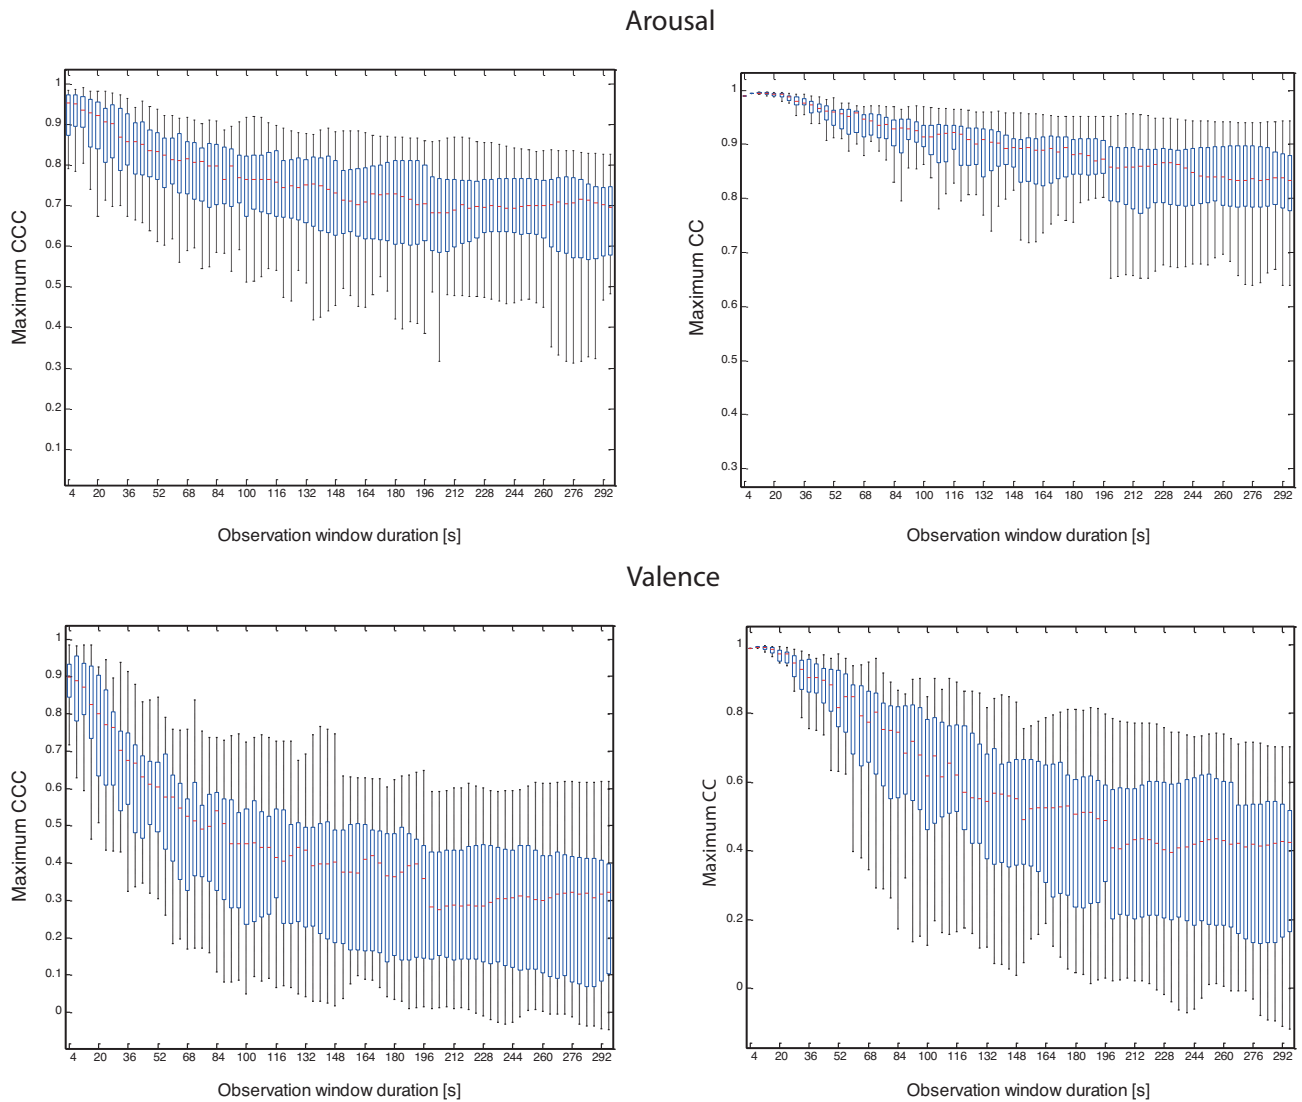 Arousal
Maximum CCC
1
0.9
0.8
0.7
0.6
0.5
0.4
0.3
0.2
0.1
4 20 36 52 68 84 100 116 132 148 164 180 196 212 228 244 260 276 292
Observation window duration [s]
Maximum CC
1
0.9
0.8
0.7
0.6
0.5
0.4
0.3
4 20 36 52 68 84 100 116 132 148 164 180 196 212 228 244 260 276 292
Observation window duration [s]
Valence
Maximum CCC
1
0.9
0.8
0.7
0.6
0.5
0.4
0.3
0.2
0.1
0
4 20 36 52 68 84 100 116 132 148 164 180 196 212 228 244 260 276 292
Observation window duration [s]
Maximum CC
1
0.8
0.6
0.4
0.2
0
4 20 36 52 68 84 100 116 132 148 164 180 196 212 228 244 260 276 292
Observation window duration [s]